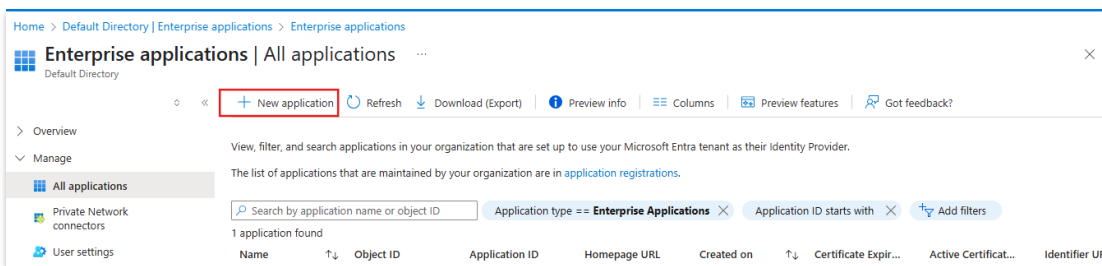 Home > Default Directory | Enterprise applications > Enterprise applications
Enterprise applications | All applications ...
Default Directory
+ New application Refresh Download (Export) Preview info Columns Preview features Got feedback?
Overview
Manage
All applications
Private Network connectors
User settings
View, filter, and search applications in your organization that are set up to use your Microsoft Entra tenant as their Identity Provider.
The list of applications that are maintained by your organization are in application registrations.
Search by application name or object ID Application type == Enterprise Applications Application ID starts with Add filters
1 application found
Name Object ID Application ID Homepage URL Created on Certificate Expir... Active Certificat... Identifier UR